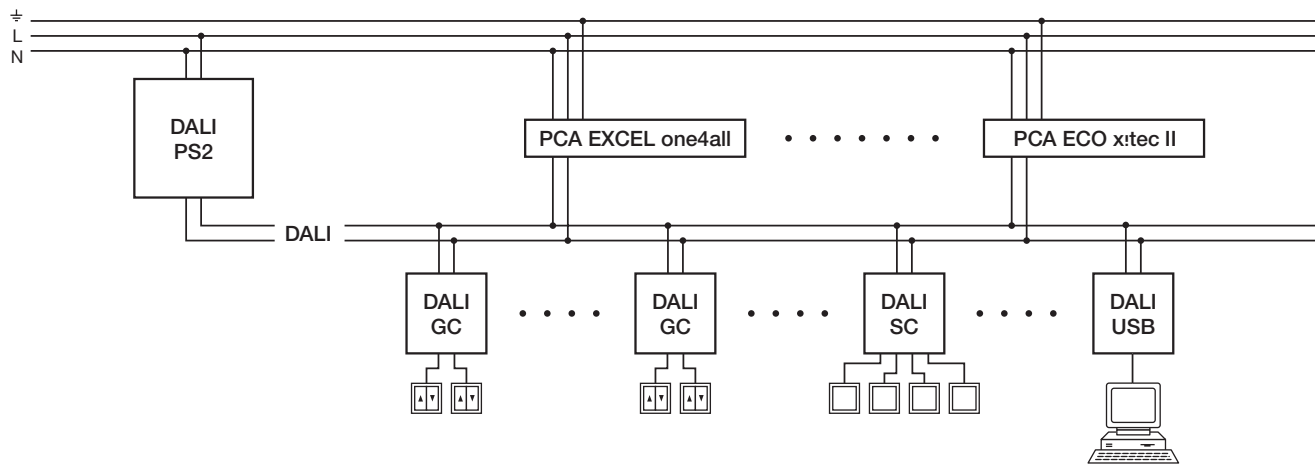 L
N
DALI
PS2
PCA EXCEL one4all
PCA ECO x!tec II
DALI
DALI
GC
DALI
GC
DALI
SC
DALI
USB